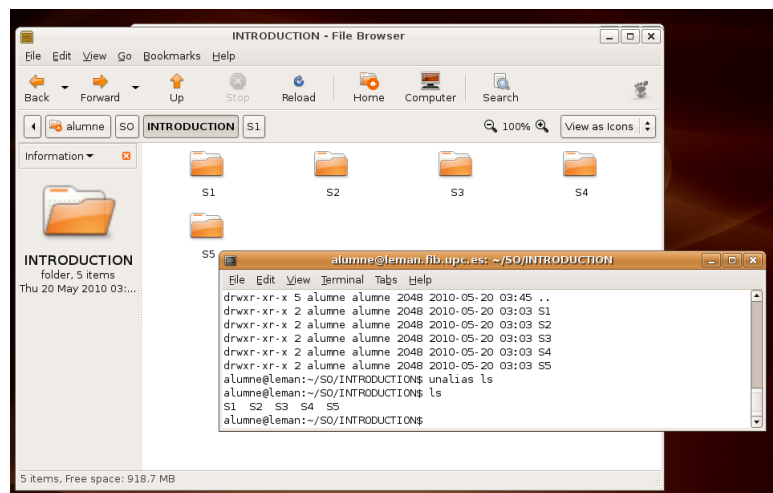 INTRODUCTION - File Browser
File Edit View Go Bookmarks Help
Back Forward Up Stop Reload Home Computer Search
alumne SO INTRODUCTION S1 100% View as Icons
Information
S1 S2 S3 S4
S5
INTRODUCTION
folder, 5 items
Thu 20 May 2010 03:...
alumne@leman.fib.upc.es: ~/SO/INTRODUCTION
File Edit View Terminal Tabs Help
drwxr-xr-x 5 alumne alumne 2048 2010-05-20 03:45 ..
drwxr-xr-x 2 alumne alumne 2048 2010-05-20 03:03 S1
drwxr-xr-x 2 alumne alumne 2048 2010-05-20 03:03 S2
drwxr-xr-x 2 alumne alumne 2048 2010-05-20 03:03 S3
drwxr-xr-x 2 alumne alumne 2048 2010-05-20 03:03 S4
drwxr-xr-x 2 alumne alumne 2048 2010-05-20 03:03 S5
alumne@leman:~/SO/INTRODUCTION$ unalias ls
alumne@leman:~/SO/INTRODUCTION$ ls
S1 S2 S3 S4 S5
alumne@leman:~/SO/INTRODUCTION$
5 items, Free space: 918.7 MB